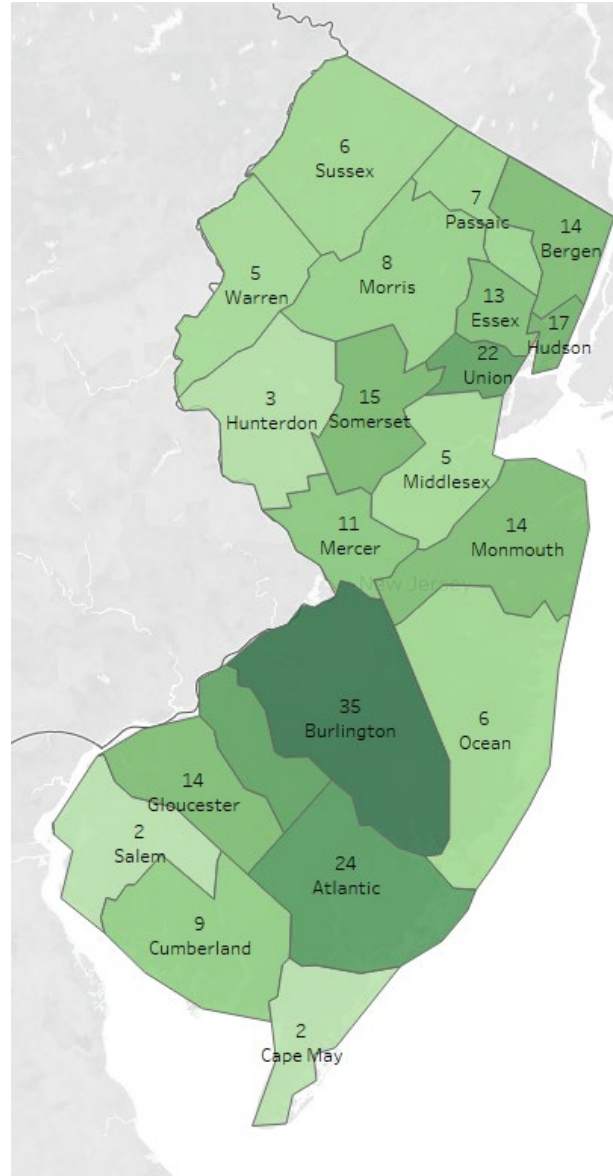 6
Sussex
7
Passaic
14
Bergen
5
Warren
8
Morris
13
Essex
17
Hudson
22
Union
3
Hunterdon
15
Somerset
5
Middlesex
11
Mercer
14
Monmouth
New Jersey
35
Burlington
6
Ocean
14
Gloucester
2
Salem
24
Atlantic
9
Cumberland
2
Cape May